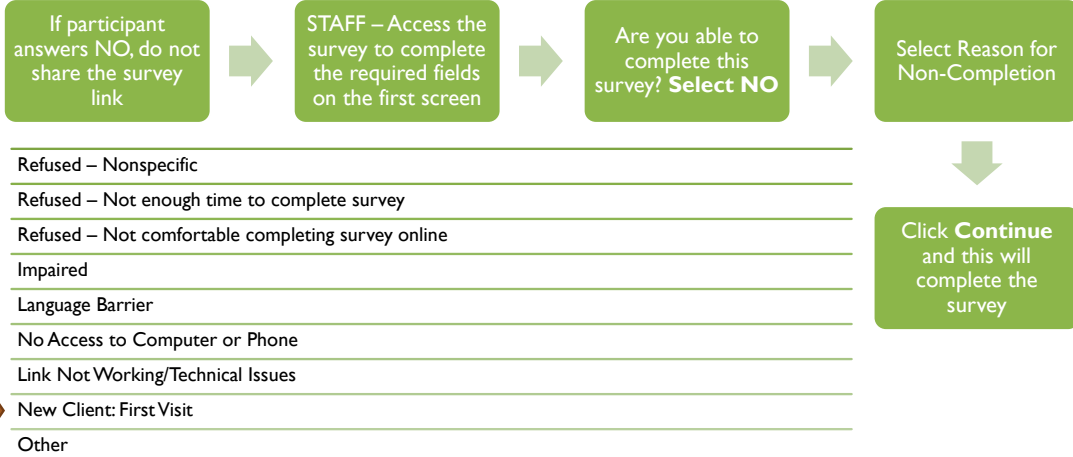 If participant
answers NO, do not
share the survey
link
STAFF – Access the
survey to complete
the required fields
on the first screen
Are you able to
complete this
survey? Select NO
Select Reason for
Non-Completion
Click Continue
and this will
complete the
survey
Refused – Nonspecific
Refused – Not enough time to complete survey
Refused – Not comfortable completing survey online
Impaired
Language Barrier
No Access to Computer or Phone
Link Not Working/Technical Issues
New Client: First Visit
Other